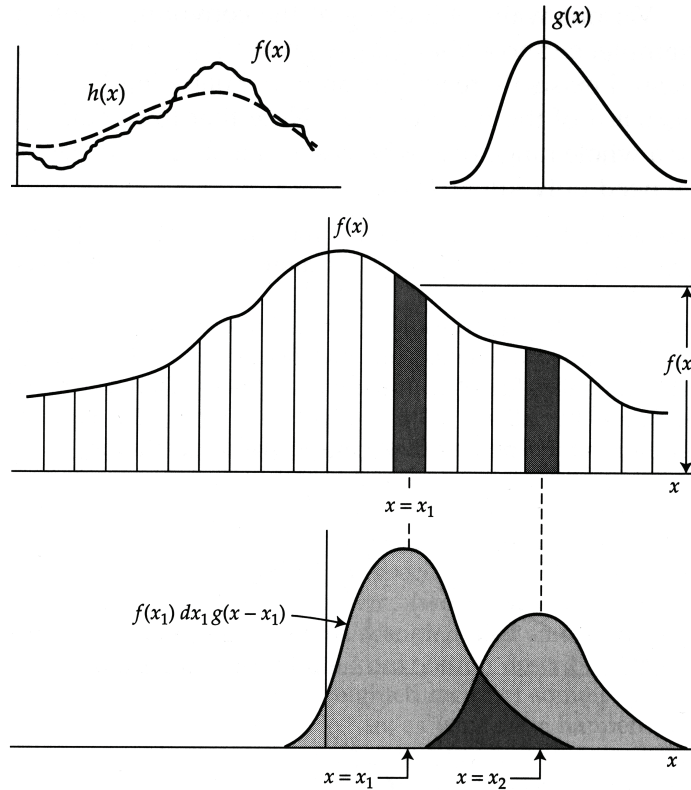 g(x)
f(x)
h(x)
f(x)
f(x
x
x = x₁
f(x₁) dx₁ g(x − x₁)
x
x = x₁
x = x₂